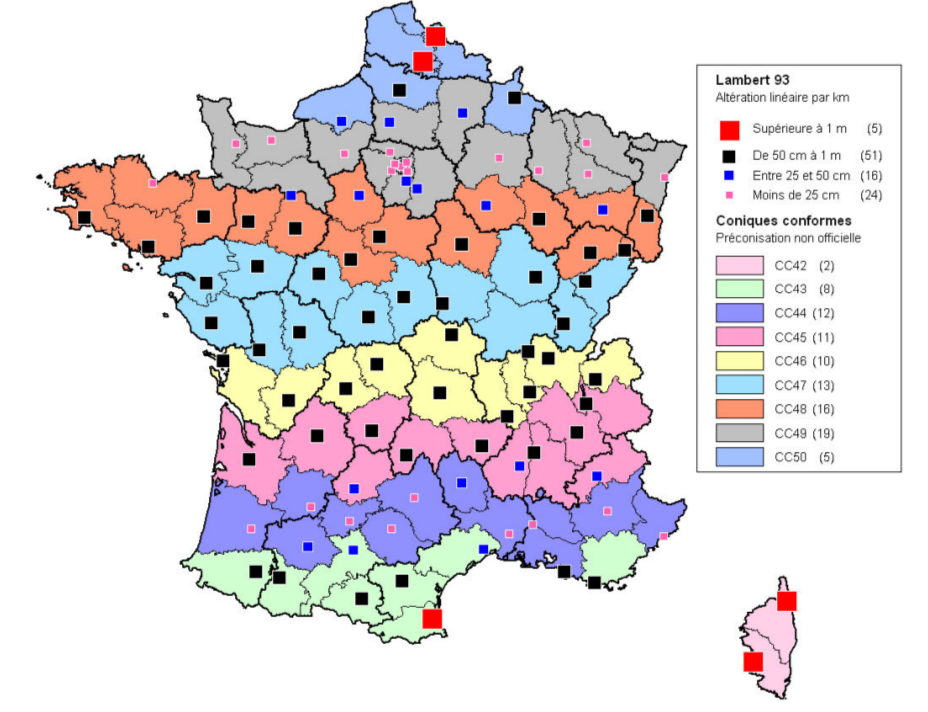 Lambert 93
Altération linéaire par km
Supérieure à 1 m (5)
De 50 cm à 1 m (51)
Entre 25 et 50 cm (16)
Moins de 25 cm (24)
Coniques conformes
Préconisation non officielle
CC42 (2)
CC43 (8)
CC44 (12)
CC45 (11)
CC46 (10)
CC47 (13)
CC48 (16)
CC49 (19)
CC50 (5)